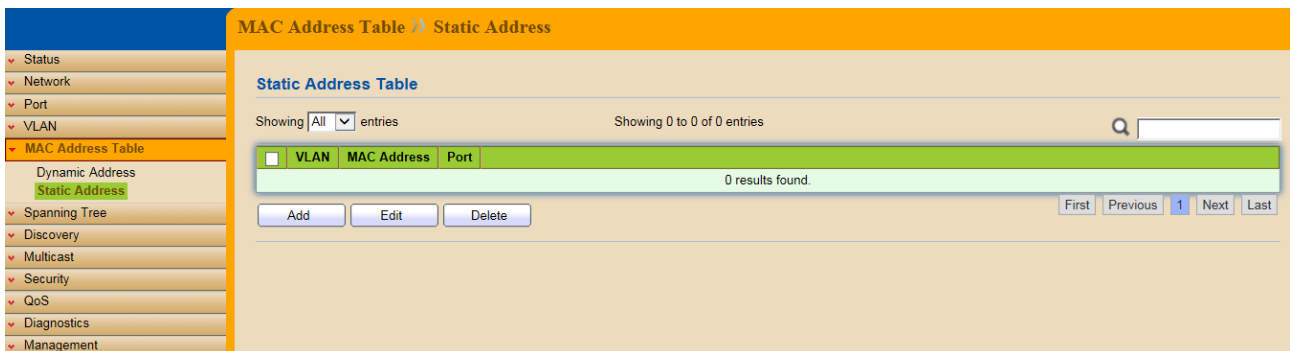 MAC Address Table » Static Address
Status
Network
Port
VLAN
MAC Address Table
Dynamic Address
Static Address
Spanning Tree
Discovery
Multicast
Security
QoS
Diagnostics
Management
Static Address Table
Showing All entries
Showing 0 to 0 of 0 entries
VLAN MAC Address Port
0 results found.
Add Edit Delete
First Previous 1 Next Last